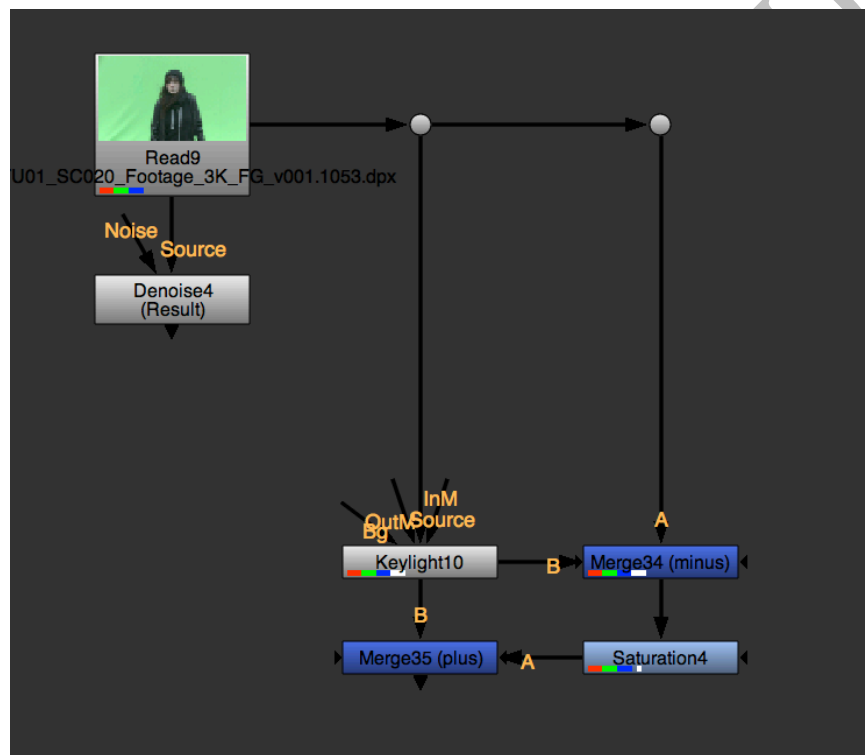 Read9
U01_SC020_Footage_3K_FG_v001.1053.dpx
Noise
Source
Denoise4
(Result)
InM
OutM
Source
Bg
A
Keylight10
B
Merge34 (minus)
B
Merge35 (plus)
A
Saturation4